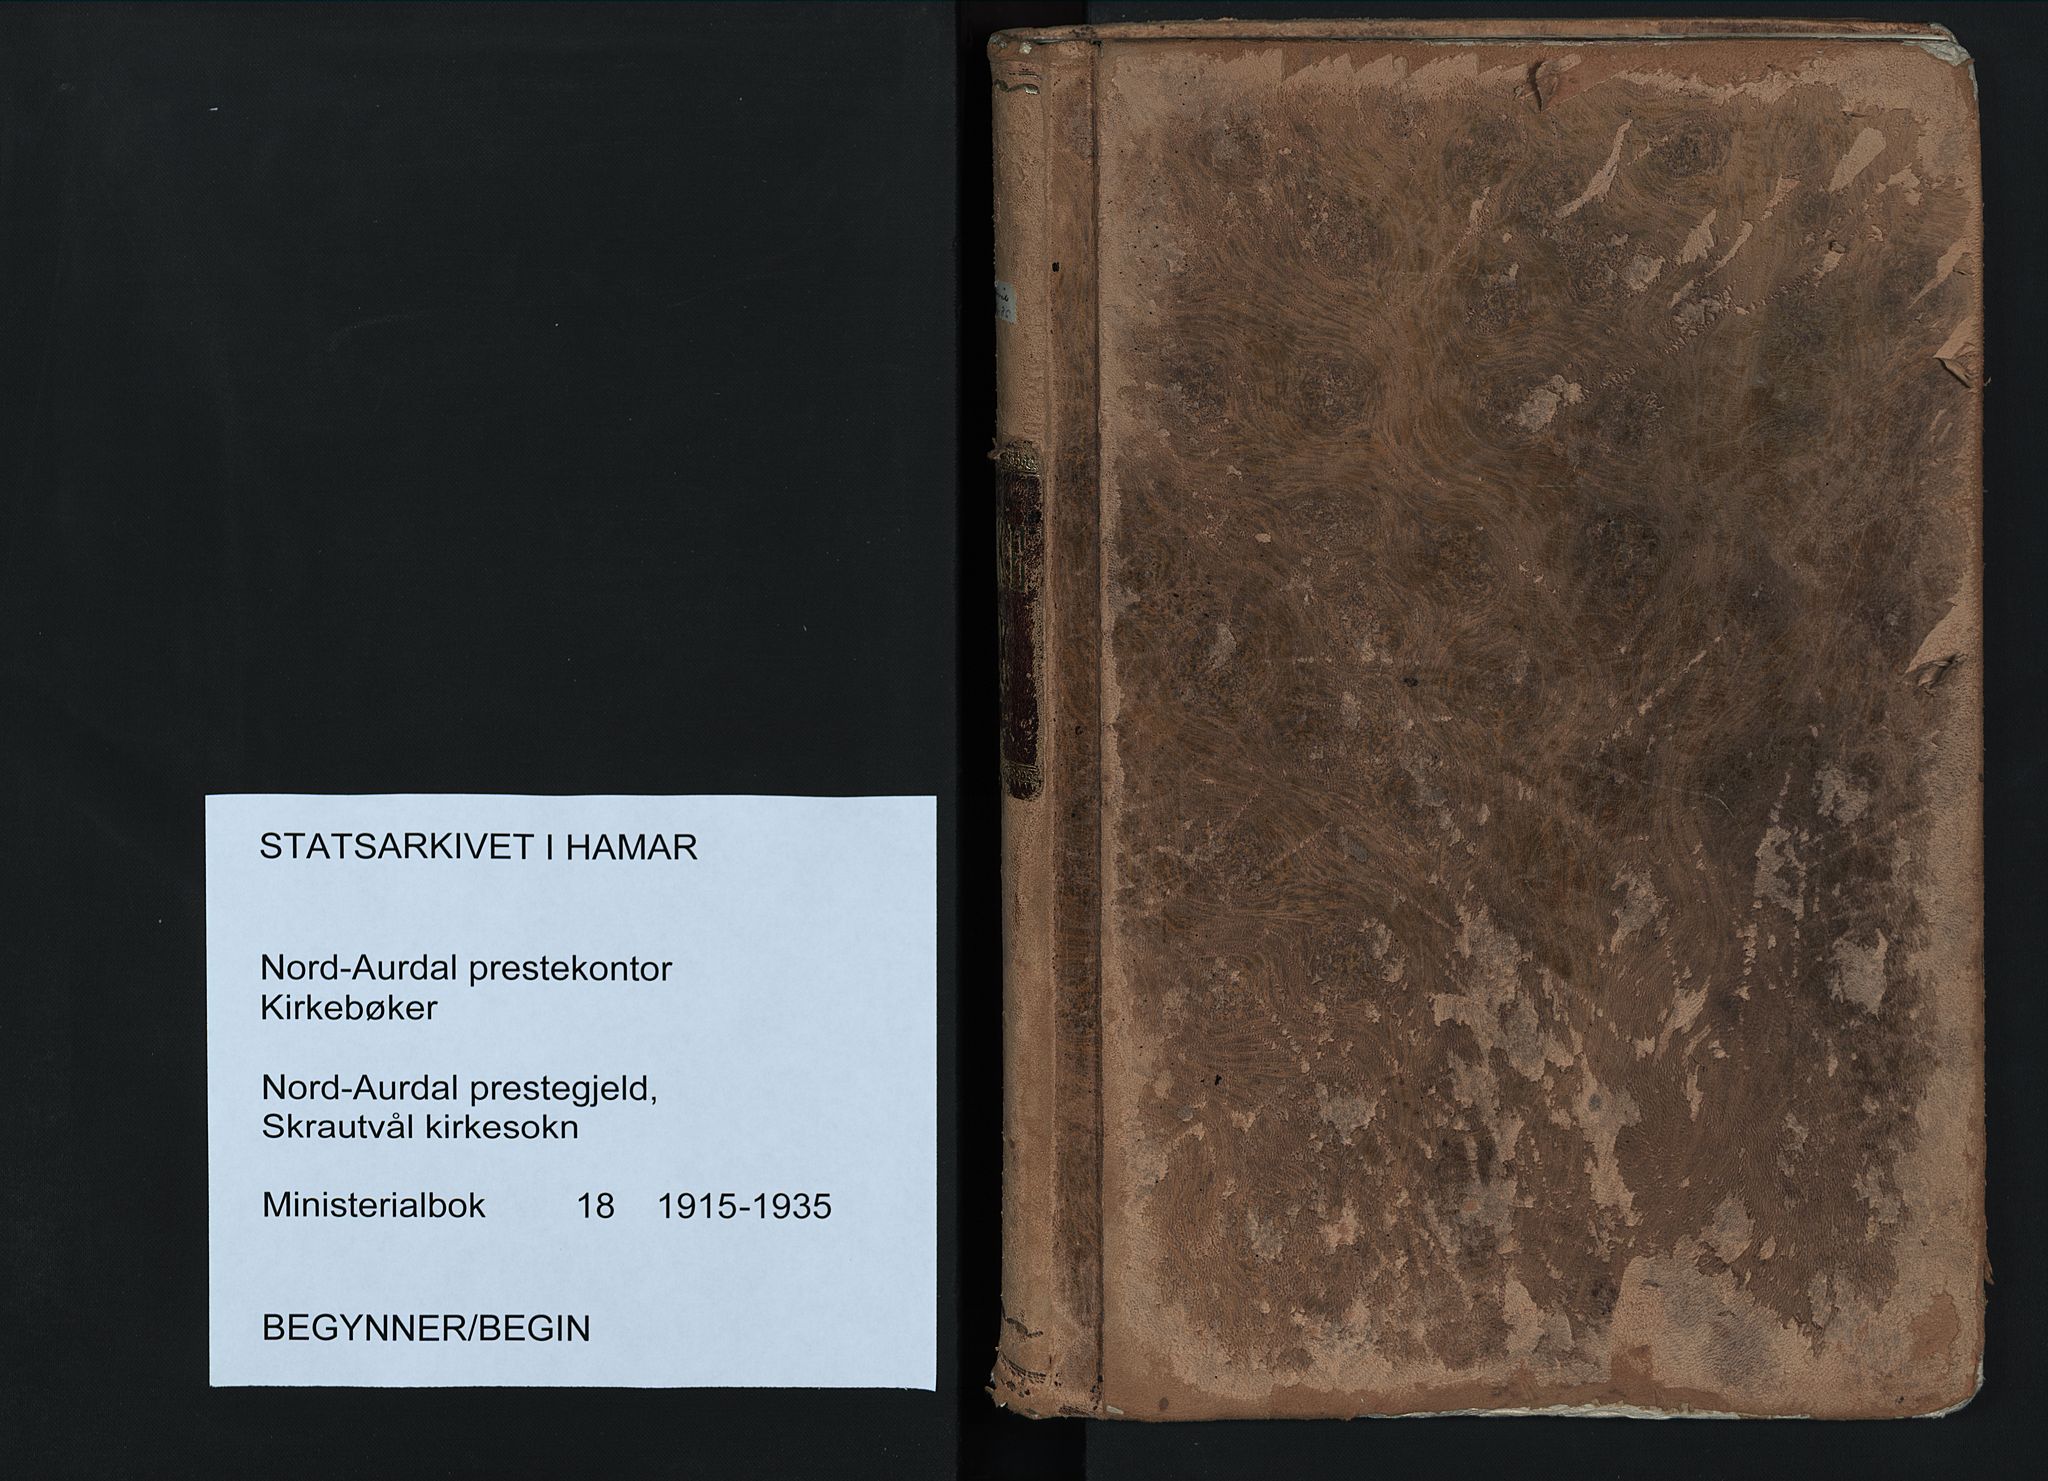 STATSARKIVET I HAMAR
Nord-Aurdal prestekontor
Kirkebøker
Nord-Aurdal prestegjeld,
Skrautvål kirkesokn
Ministerialbok 18 1915-1935
BEGYNNER/BEGIN